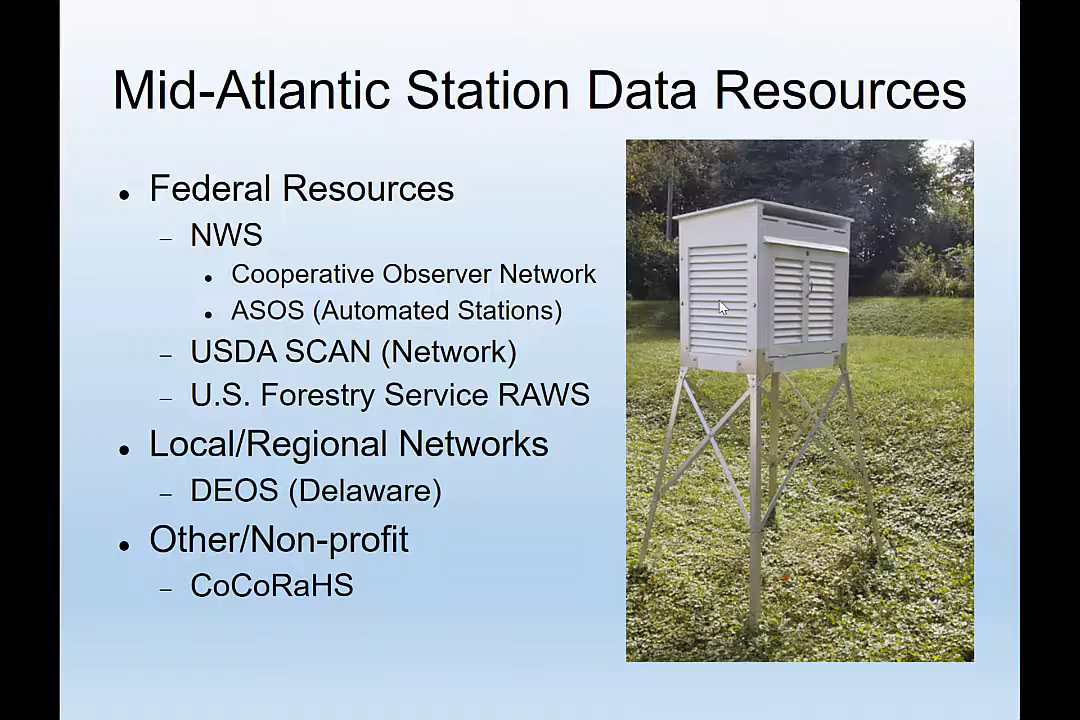 Mid-Atlantic Station Data Resources
● Federal Resources
– NWS
● Cooperative Observer Network
● ASOS (Automated Stations)
– USDA SCAN (Network)
– U.S. Forestry Service RAWS
● Local/Regional Networks
– DEOS (Delaware)
● Other/Non-profit
– CoCoRaHS